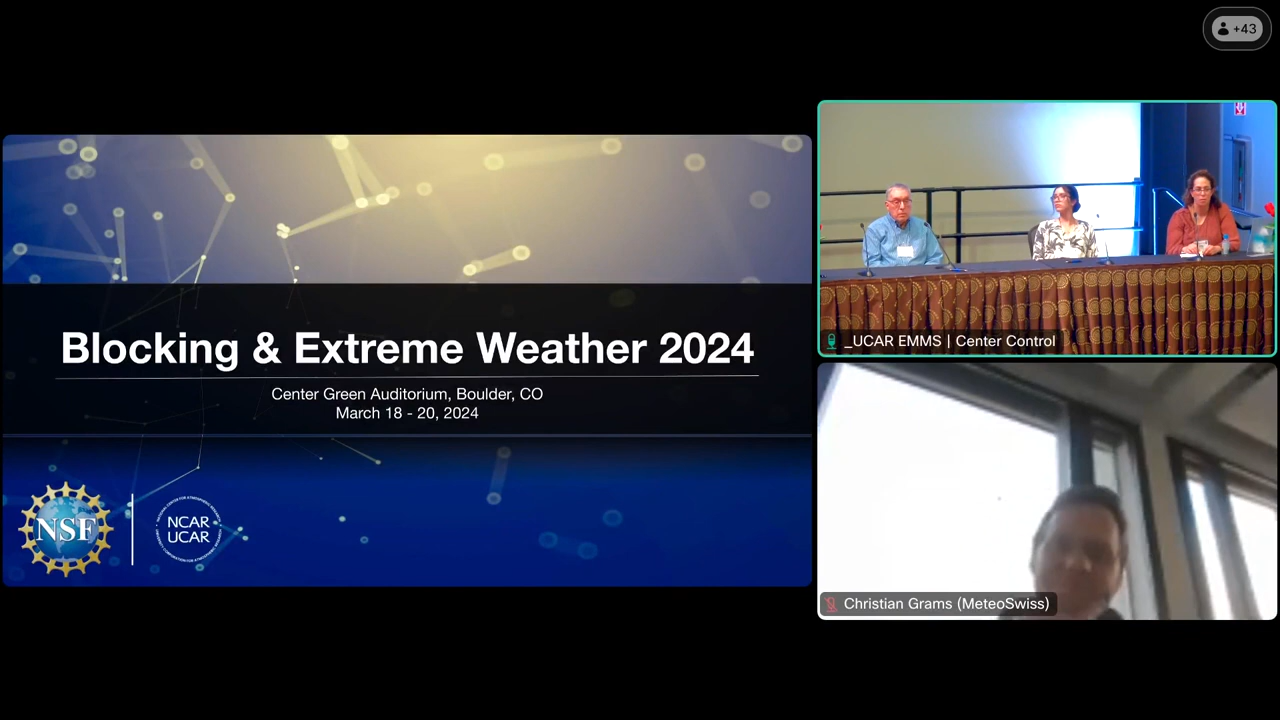 +43
Blocking & Extreme Weather 2024
Center Green Auditorium, Boulder, CO
March 18 - 20, 2024
NSF
NCAR
UCAR
_UCAR EMMS | Center Control
Christian Grams (MeteoSwiss)